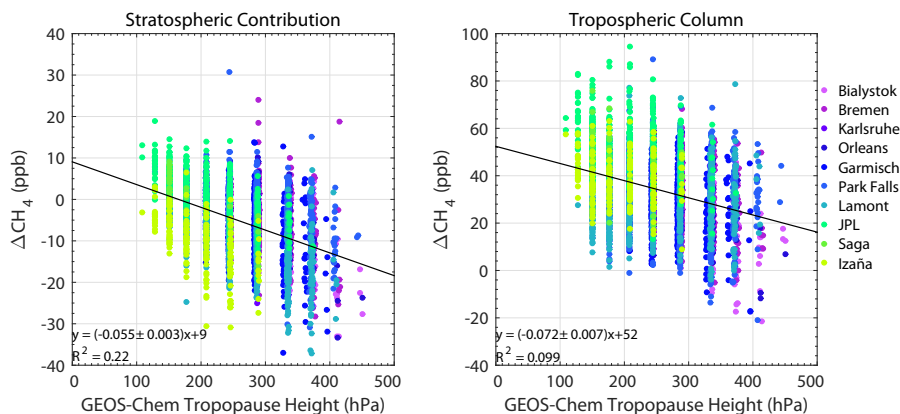 Stratospheric Contribution
40
30
20
10
0
-10
-20
-30
-40
ΔCH4 (ppb)
y = (-0.055± 0.003)x+9
R2 = 0.22
0 100 200 300 400 500
GEOS-Chem Tropopause Height (hPa)
Tropospheric Column
100
80
60
40
20
0
-20
-40
ΔCH4 (ppb)
y = (-0.072± 0.007)x+52
R2 = 0.099
0 100 200 300 400 500
GEOS-Chem Tropopause Height (hPa)
Bialystok
Bremen
Karlsruhe
Orleans
Garmisch
Park Falls
Lamont
JPL
Saga
Izaña